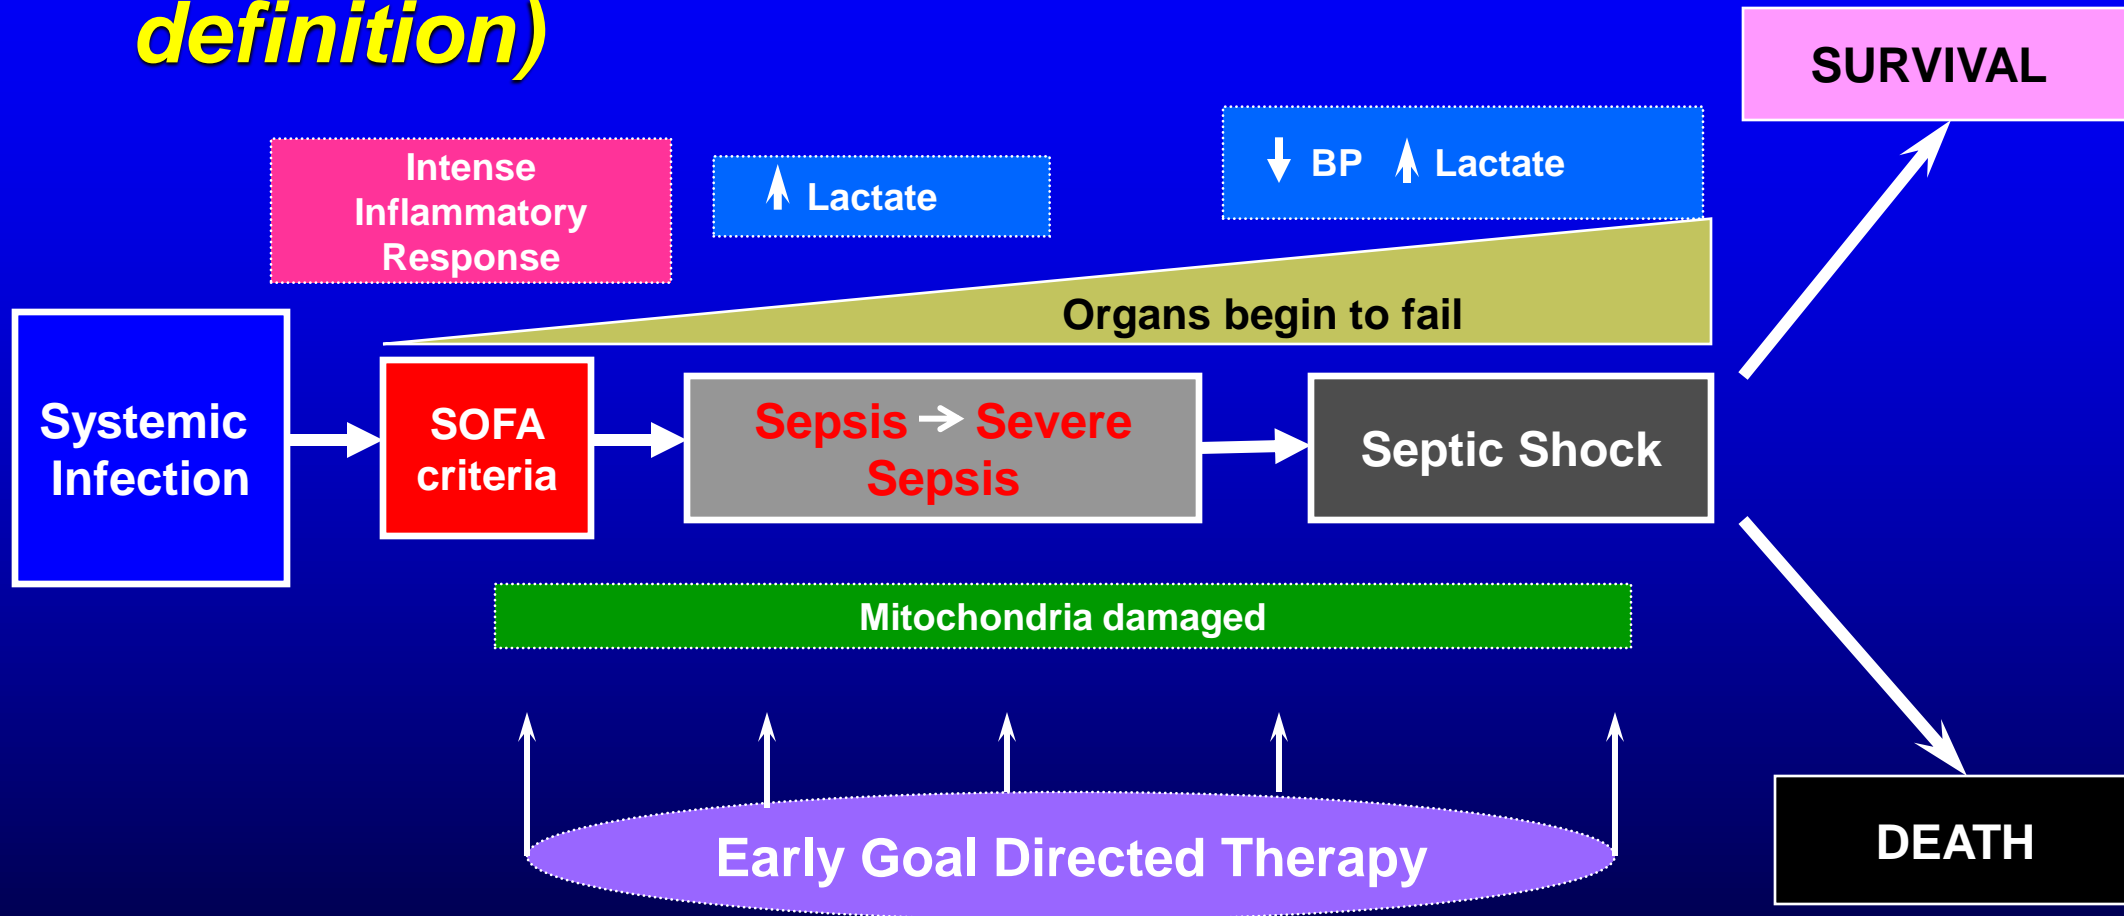 definition)
SURVIVAL
Intense
Inflammatory
Response
Lactate
BP Lactate
Organs begin to fail
Systemic
Infection
SOFA
criteria
Sepsis → Severe
Sepsis
Septic Shock
Mitochondria damaged
Early Goal Directed Therapy
DEATH